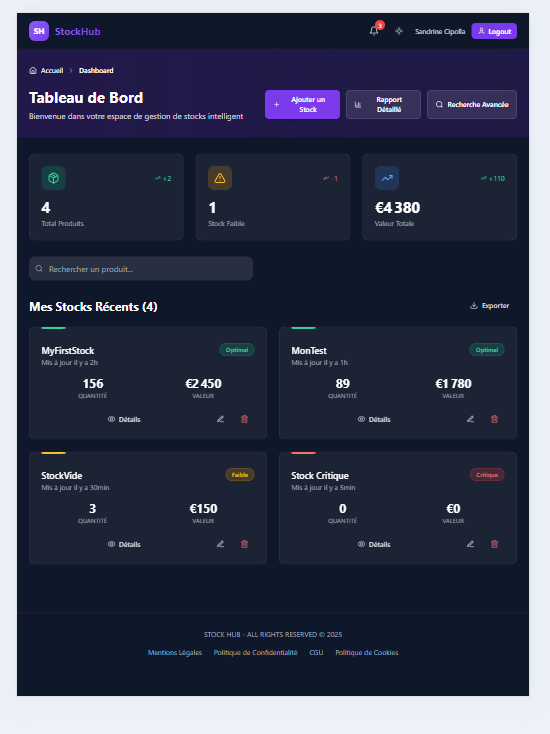 SH StockHub
3
Sandrine Cipolla
Logout
Accueil > Dashboard
Tableau de Bord
Bienvenue dans votre espace de gestion de stocks intelligent
+ Ajouter un
Stock
Rapport
Détaillé
Recherche Avancée
+2
4
Total Produits
-1
1
Stock Faible
+110
€4 380
Valeur Totale
Rechercher un produit...
Mes Stocks Récents (4)
Exporter
MyFirstStock
Optimal
Mis à jour il y a 2h
156
€2 450
QUANTITÉ
VALEUR
Détails
MonTest
Optimal
Mis à jour il y a 1h
89
€1 780
QUANTITÉ
VALEUR
Détails
StockVide
Faible
Mis à jour il y a 30min
3
€150
QUANTITÉ
VALEUR
Détails
Stock Critique
Critique
Mis à jour il y a 5min
0
€0
QUANTITÉ
VALEUR
Détails
STOCK HUB - ALL RIGHTS RESERVED © 2025
Mentions Légales
Politique de Confidentialité
CGU
Politique de Cookies